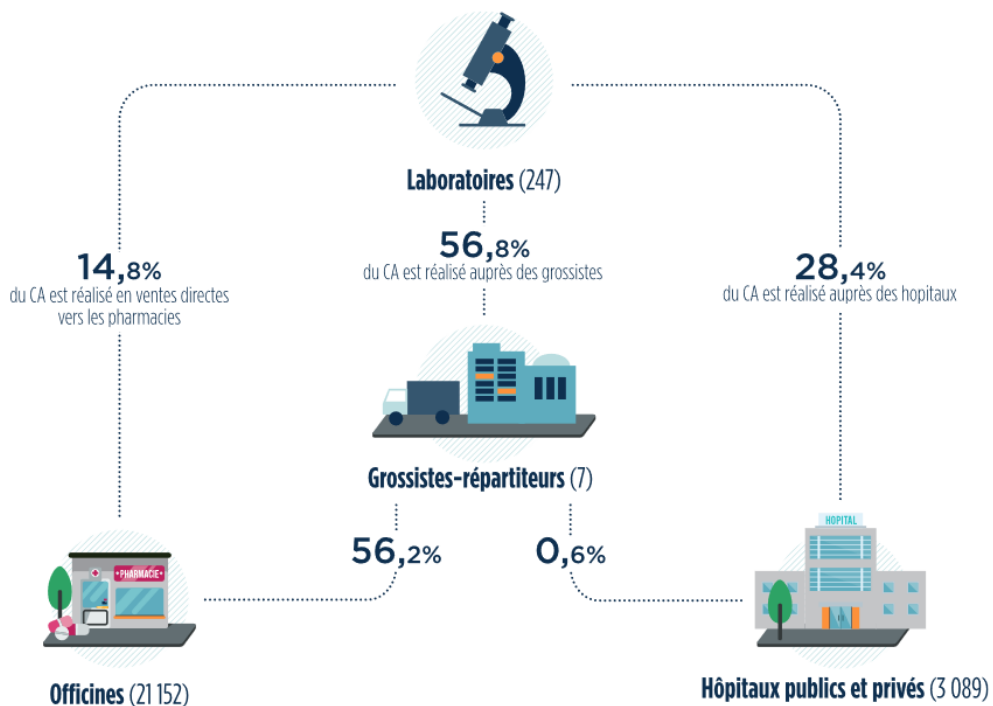 Laboratoires (247)
14,8%
du CA est réalisé en ventes directes
vers les pharmacies
56,8%
du CA est réalisé auprès des grossistes
28,4%
du CA est réalisé auprès des hopitaux
Grossistes-répartiteurs (7)
56,2%
0,6%
PHARMACIE
HOPITAL
Officines (21 152)
Hôpitaux publics et privés (3 089)